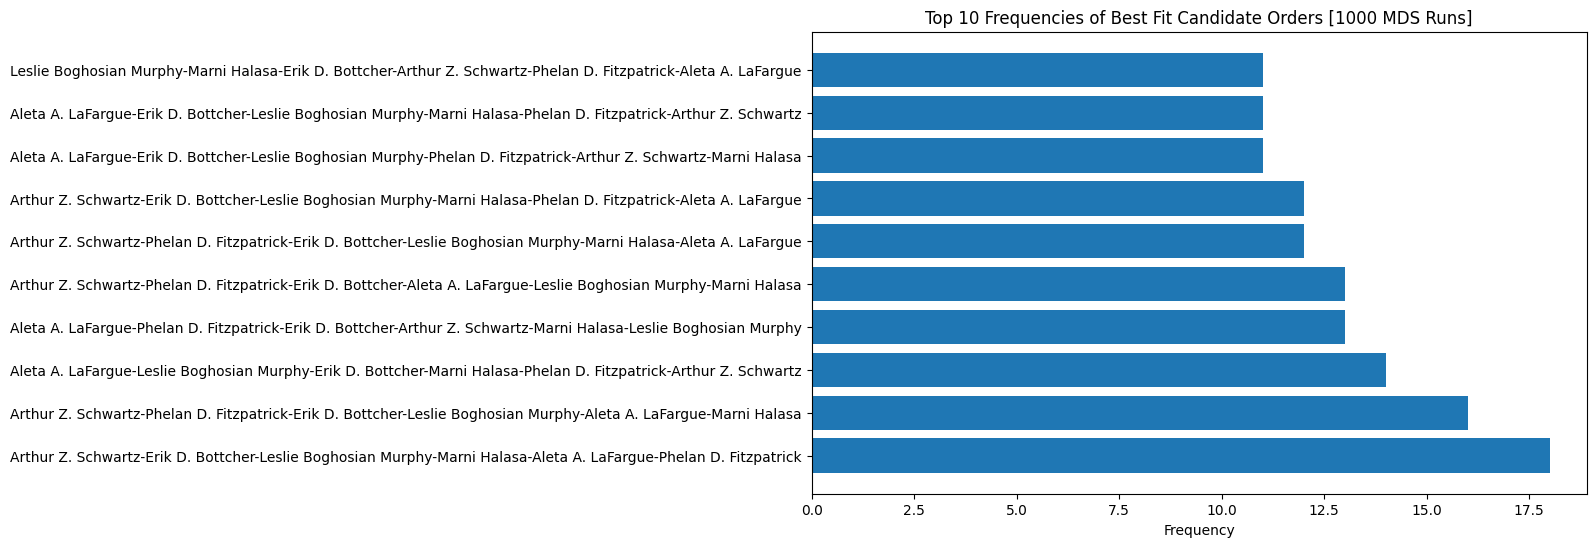 Top 10 Frequencies of Best Fit Candidate Orders [1000 MDS Runs]
Leslie Boghosian Murphy-Marni Halasa-Erik D. Bottcher-Arthur Z. Schwartz-Phelan D. Fitzpatrick-Aleta A. LaFargue
Aleta A. LaFargue-Erik D. Bottcher-Leslie Boghosian Murphy-Marni Halasa-Phelan D. Fitzpatrick-Arthur Z. Schwartz
Aleta A. LaFargue-Erik D. Bottcher-Leslie Boghosian Murphy-Phelan D. Fitzpatrick-Arthur Z. Schwartz-Marni Halasa
Arthur Z. Schwartz-Erik D. Bottcher-Leslie Boghosian Murphy-Marni Halasa-Phelan D. Fitzpatrick-Aleta A. LaFargue
Arthur Z. Schwartz-Phelan D. Fitzpatrick-Erik D. Bottcher-Leslie Boghosian Murphy-Marni Halasa-Aleta A. LaFargue
Arthur Z. Schwartz-Phelan D. Fitzpatrick-Erik D. Bottcher-Aleta A. LaFargue-Leslie Boghosian Murphy-Marni Halasa
Aleta A. LaFargue-Phelan D. Fitzpatrick-Erik D. Bottcher-Arthur Z. Schwartz-Marni Halasa-Leslie Boghosian Murphy
Aleta A. LaFargue-Leslie Boghosian Murphy-Erik D. Bottcher-Marni Halasa-Phelan D. Fitzpatrick-Arthur Z. Schwartz
Arthur Z. Schwartz-Phelan D. Fitzpatrick-Erik D. Bottcher-Leslie Boghosian Murphy-Aleta A. LaFargue-Marni Halasa
Arthur Z. Schwartz-Erik D. Bottcher-Leslie Boghosian Murphy-Marni Halasa-Aleta A. LaFargue-Phelan D. Fitzpatrick
0.0 2.5 5.0 7.5 10.0 12.5 15.0 17.5
Frequency